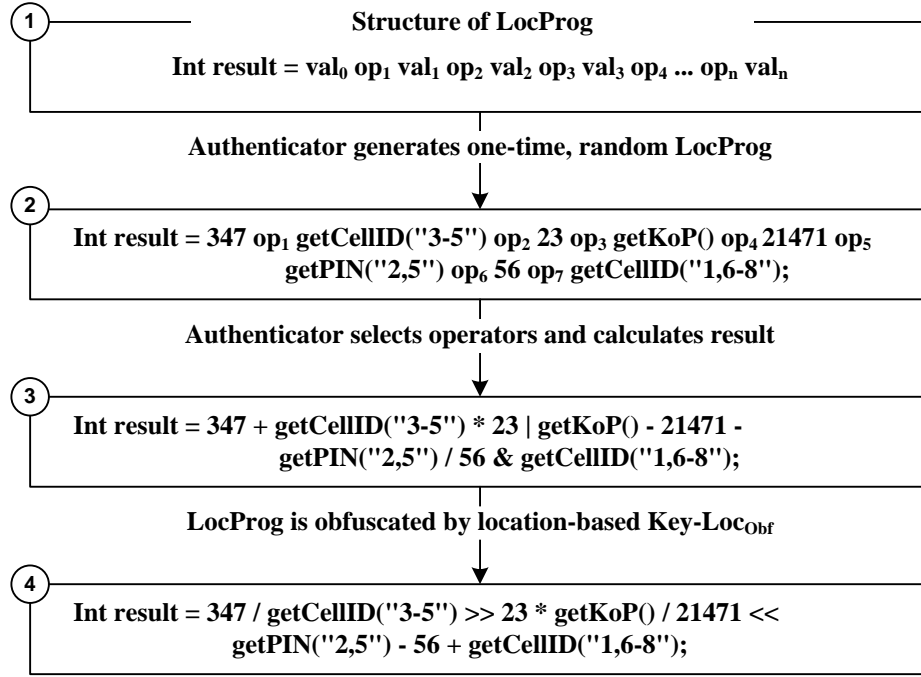 1
Structure of LocProg
Int result = val₀ op₁ val₁ op₂ val₂ op₃ val₃ op₄ ... opₙ valₙ
Authenticator generates one-time, random LocProg
2
Int result = 347 op₁ getCellID("3-5") op₂ 23 op₃ getKoP() op₄ 21471 op₅
getPIN("2,5") op₆ 56 op₇ getCellID("1,6-8");
Authenticator selects operators and calculates result
3
Int result = 347 + getCellID("3-5") * 23 | getKoP() - 21471 -
getPIN("2,5") / 56 & getCellID("1,6-8");
LocProg is obfuscated by location-based Key-Loc_Obf
4
Int result = 347 / getCellID("3-5") >> 23 * getKoP() / 21471 <<
getPIN("2,5") - 56 + getCellID("1,6-8");